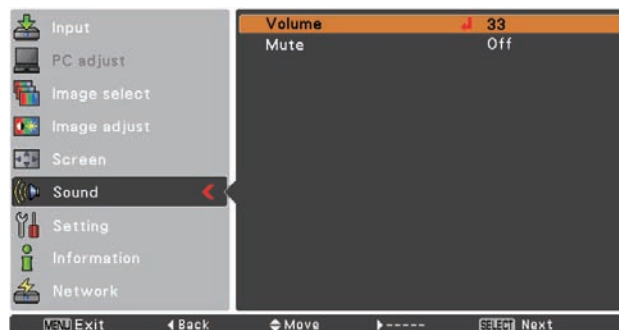 Input
PC adjust
Image select
Image adjust
Screen
Sound
Setting
Information
Network
Volume 33
Mute Off
MENU Exit Back Move ----- SELECT Next